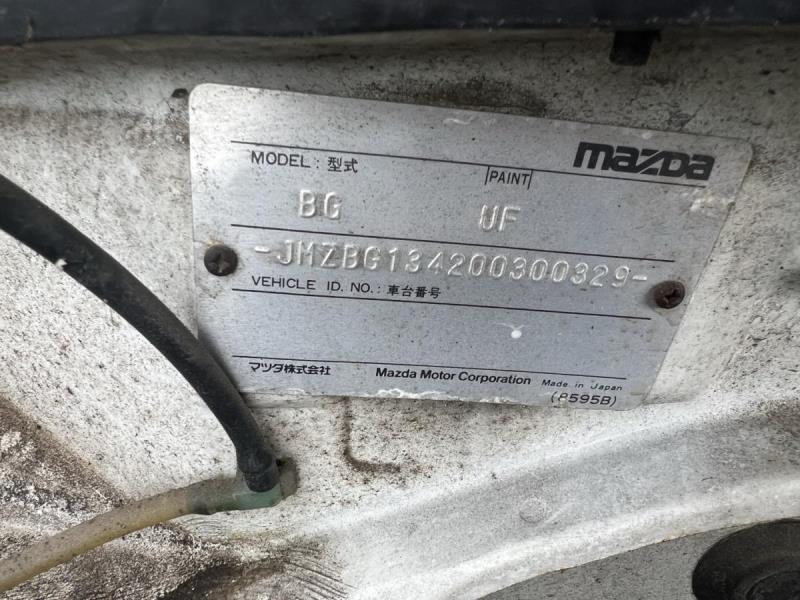 mazda
MODEL : 型式 PAINT
BG UF
-JMZBG134200300329-
VEHICLE ID. NO. : 車台番号
マツダ株式会社 Mazda Motor Corporation Made in Japan
(8595B)